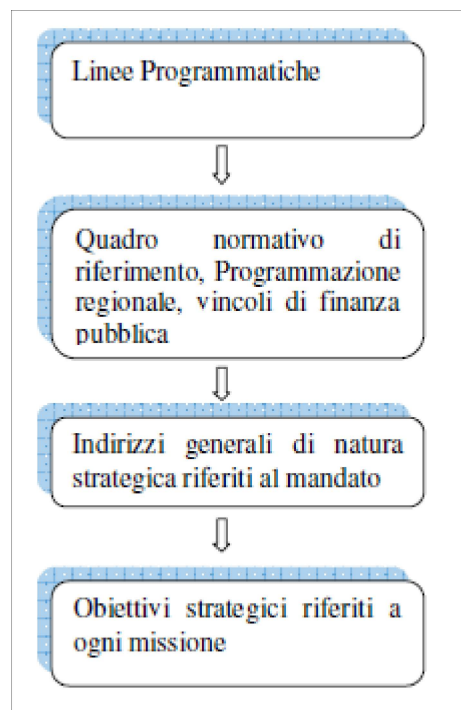 Linee Programmatiche
Quadro normativo di
riferimento, Programmazione
regionale, vincoli di finanza
pubblica
Indirizzi generali di natura
strategica riferiti al mandato
Obiettivi strategici riferiti a
ogni missione